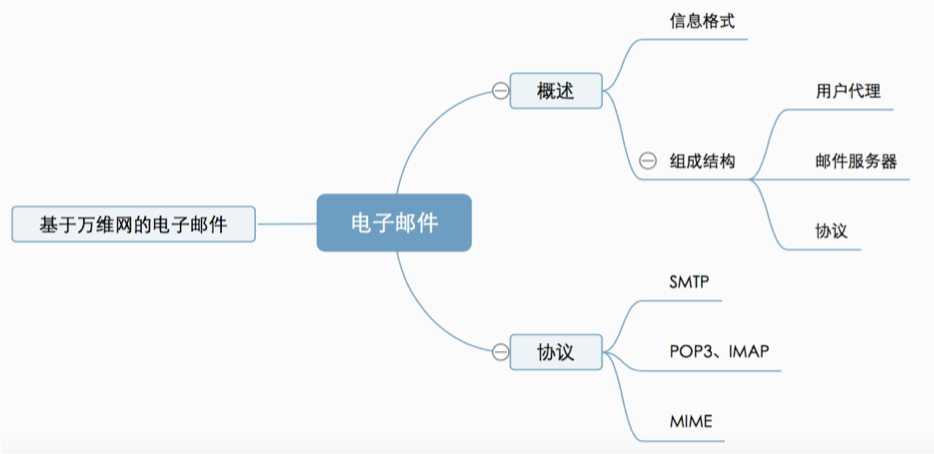 信息格式
概述
用户代理
组成结构
邮件服务器
协议
电子邮件
基于万维网的电子邮件
SMTP
协议
POP3、IMAP
MIME